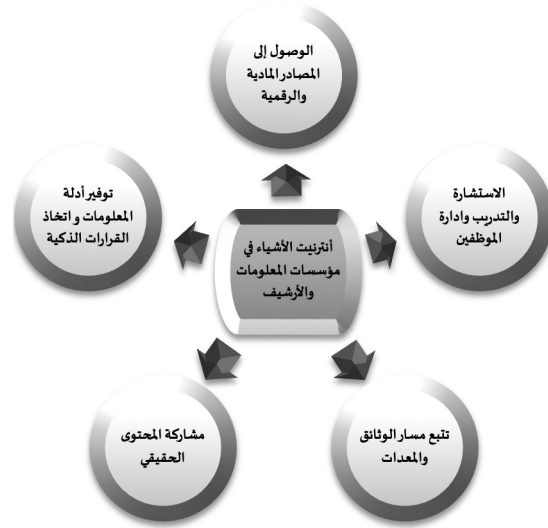 الوصول إلى
المصادر المادية
والرقمية
الاستشارة
والتدريب وادارة
الموظفين
توفير أدلة
المعلومات و اتخاذ
القرارات الذكية
أنترنيت الأشياء في
مؤسسات المعلومات
والأرشيف
تتبع مسار الوثائق
والمعدات
مشاركة المحتوى
الحقيقي